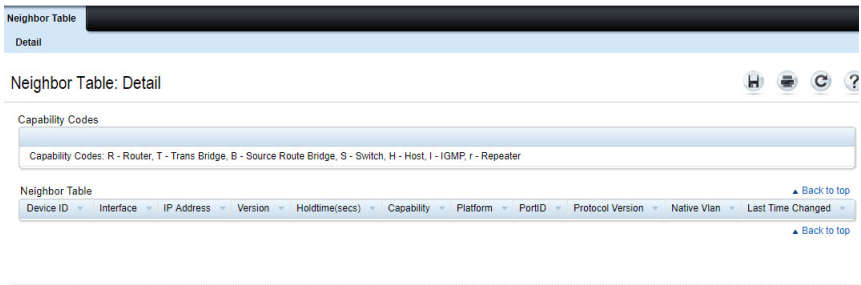 Neighbor Table
Detail
Neighbor Table: Detail
?
Capability Codes
Capability Codes: R - Router, T - Trans Bridge, B - Source Route Bridge, S - Switch, H - Host, I - IGMP, r - Repeater
Neighbor Table ▲ Back to top
Device ID Interface IP Address Version Holdtime(secs) Capability Platform PortID Protocol Version Native Vlan Last Time Changed
▲ Back to top